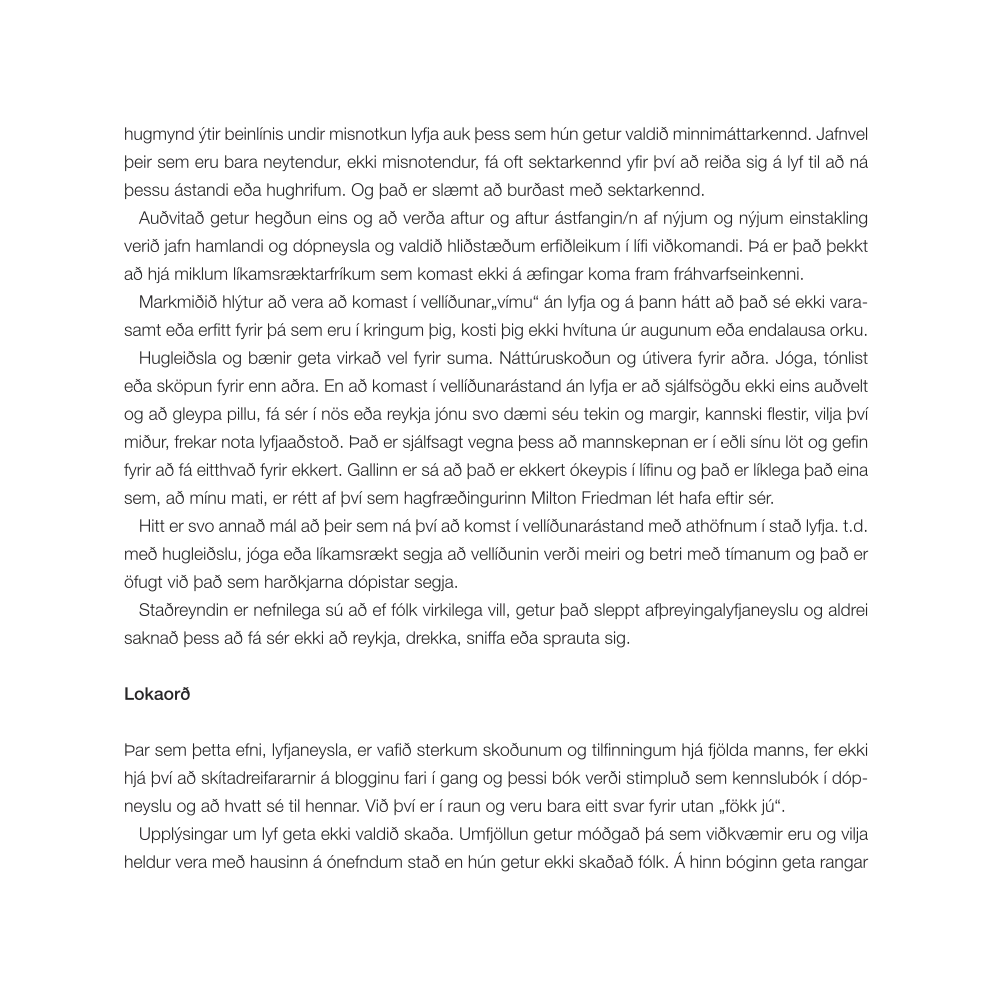 hugmynd ýtir beinlínis undir misnotkun lyfja auk þess sem hún getur valdið minnimáttarkennd. Jafnvel
þeir sem eru bara neytendur, ekki misnotendur, fá oft sektarkennd yfir því að reiða sig á lyf til að ná
þessu ástandi eða hughrifum. Og það er slæmt að burðast með sektarkennd.
Auðvitað getur hegðun eins og að verða aftur og aftur ástfangin/n af nýjum og nýjum einstakling
verið jafn hamlandi og dópneysla og valdið hliðstæðum erfiðleikum í lífi viðkomandi. Þá er það þekkt
að hjá miklum líkamsræktarfríkum sem komast ekki á æfingar koma fram fráhvarfseinkenni.
Markmiðið hlýtur að vera að komast í vellíðunar„vímu“ án lyfja og á þann hátt að það sé ekki vara-
samt eða erfitt fyrir þá sem eru í kringum þig, kosti þig ekki hvítuna úr augunum eða endalausa orku.
Hugleiðsla og bænir geta virkað vel fyrir suma. Náttúruskoðun og útivera fyrir aðra. Jóga, tónlist
eða sköpun fyrir enn aðra. En að komast í vellíðunarástand án lyfja er að sjálfsögðu ekki eins auðvelt
og að gleypa pillu, fá sér í nös eða reykja jónu svo dæmi séu tekin og margir, kannski flestir, vilja því
miður, frekar nota lyfjaaðstoð. Það er sjálfsagt vegna þess að mannskepnan er í eðli sínu löt og gefin
fyrir að fá eitthvað fyrir ekkert. Gallinn er sá að það er ekkert ókeypis í lífinu og það er líklega það eina
sem, að mínu mati, er rétt af því sem hagfræðingurinn Milton Friedman lét hafa eftir sér.
Hitt er svo annað mál að þeir sem ná því að komst í vellíðunarástand með athöfnum í stað lyfja. t.d.
með hugleiðslu, jóga eða líkamsrækt segja að vellíðunin verði meiri og betri með tímanum og það er
öfugt við það sem harðkjarna dópistar segja.
Staðreyndin er nefnilega sú að ef fólk virkilega vill, getur það sleppt afþreyingalyfjaneyslu og aldrei
saknað þess að fá sér ekki að reykja, drekka, sniffa eða sprauta sig.
Lokaorð
Þar sem þetta efni, lyfjaneysla, er vafið sterkum skoðunum og tilfinningum hjá fjölda manns, fer ekki
hjá því að skítadreifararnir á blogginu fari í gang og þessi bók verði stimpluð sem kennslubók í dóp-
neyslu og að hvatt sé til hennar. Við því er í raun og veru bara eitt svar fyrir utan „fökk jú“.
Upplýsingar um lyf geta ekki valdið skaða. Umfjöllun getur móðgað þá sem viðkvæmir eru og vilja
heldur vera með hausinn á ónefndum stað en hún getur ekki skaðað fólk. Á hinn bóginn geta rangar